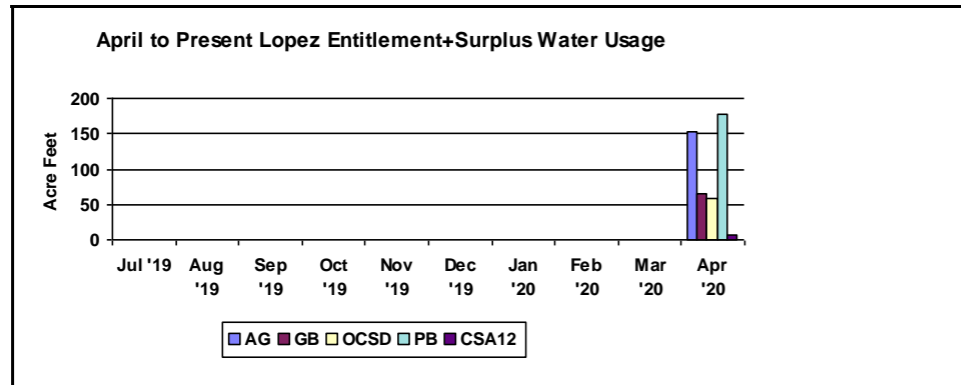 April to Present Lopez Entitlement+Surplus Water Usage
200
150
100
50
0
Acre Feet
Jul '19 Aug '19 Sep '19 Oct '19 Nov '19 Dec '19 Jan '20 Feb '20 Mar '20 Apr '20
AG GB OCSD PB CSA12